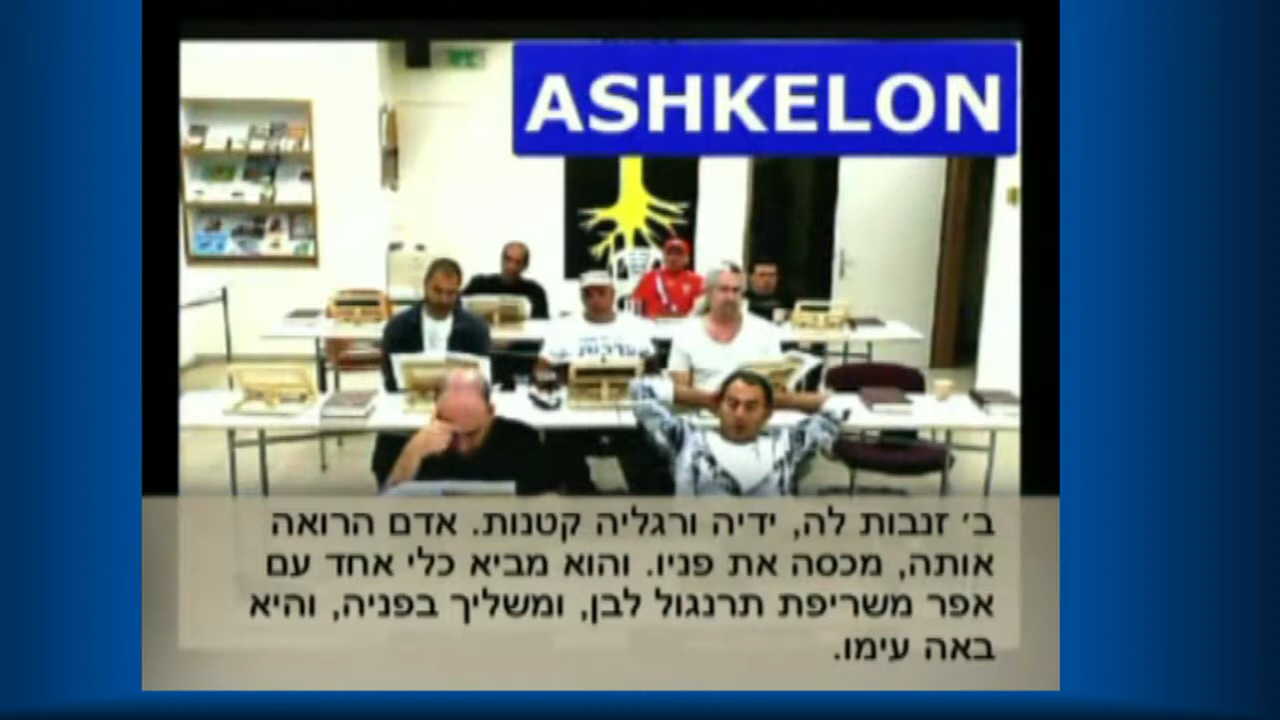 ASHKELON
ב׳ זנבות לה, ידיה ורגליה קטנות. אדם הרואה
אותה, מכסה את פניו. והוא מביא כלי אחד עם
אפר משריפת תרנגול לבן, ומשליך בפניה, והיא
באה עימו.